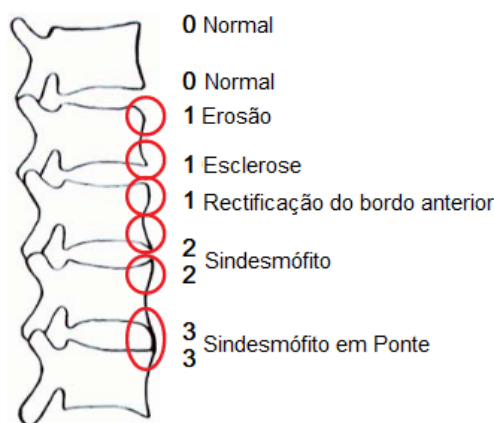 0 Normal
0 Normal
1 Erosão
1 Esclerose
1 Rectificação do bordo anterior
2
2 Sindesmófito
3
3 Sindesmófito em Ponte